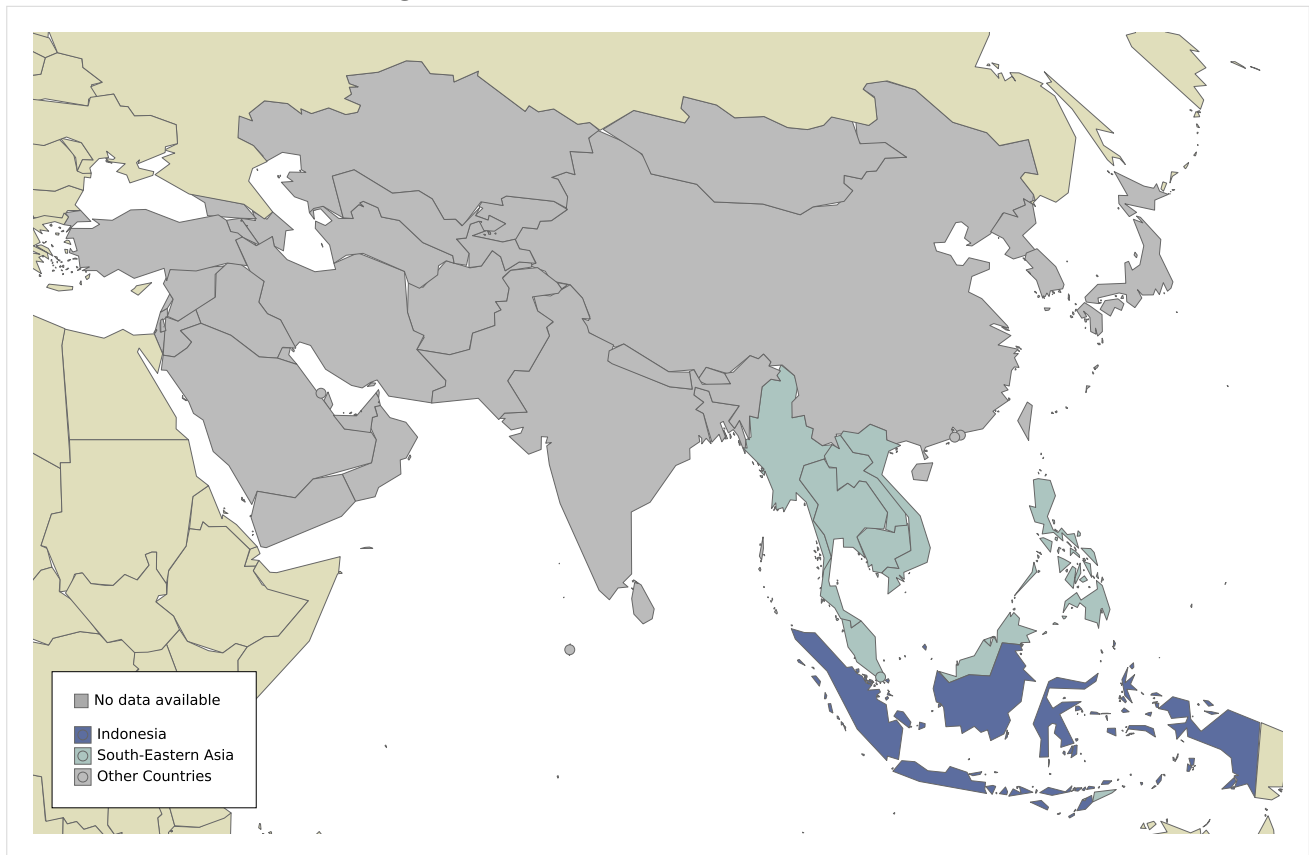 No data available
Indonesia
South-Eastern Asia
Other Countries